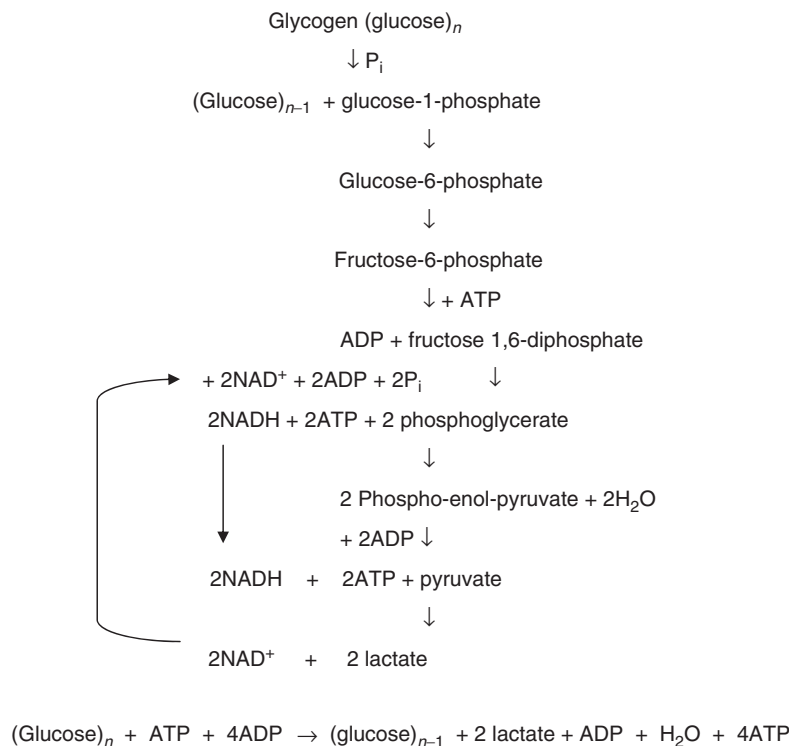 Glycogen (glucose)n
↓ Pi
(Glucose)n–1 + glucose-1-phosphate
↓
Glucose-6-phosphate
↓
Fructose-6-phosphate
↓ + ATP
ADP + fructose 1,6-diphosphate
+ 2NAD+ + 2ADP + 2Pi ↓
2NADH + 2ATP + 2 phosphoglycerate
↓
2 Phospho-enol-pyruvate + 2H2O
+ 2ADP ↓
2NADH + 2ATP + pyruvate
↓
2NAD+ + 2 lactate
(Glucose)n + ATP + 4ADP → (glucose)n–1 + 2 lactate + ADP + H2O + 4ATP